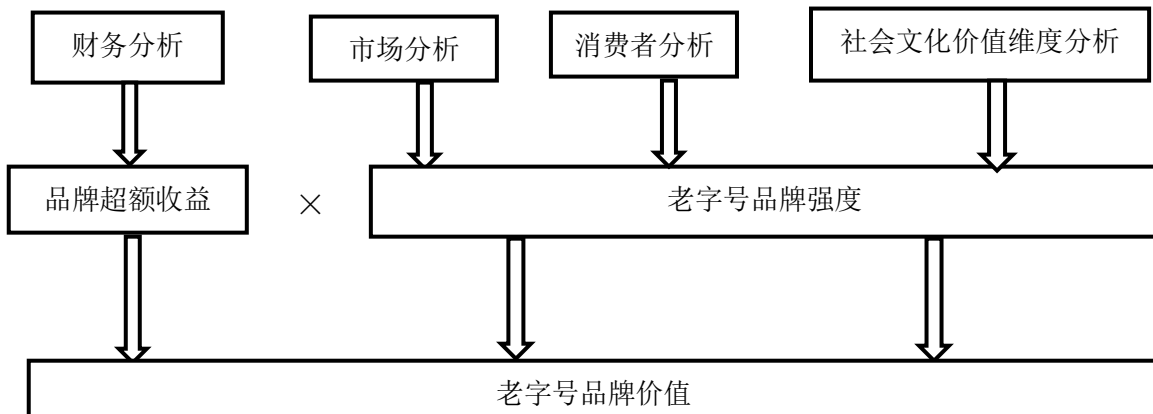 财务分析
市场分析
消费者分析
社会文化价值维度分析
品牌超额收益
×
老字号品牌强度
老字号品牌价值